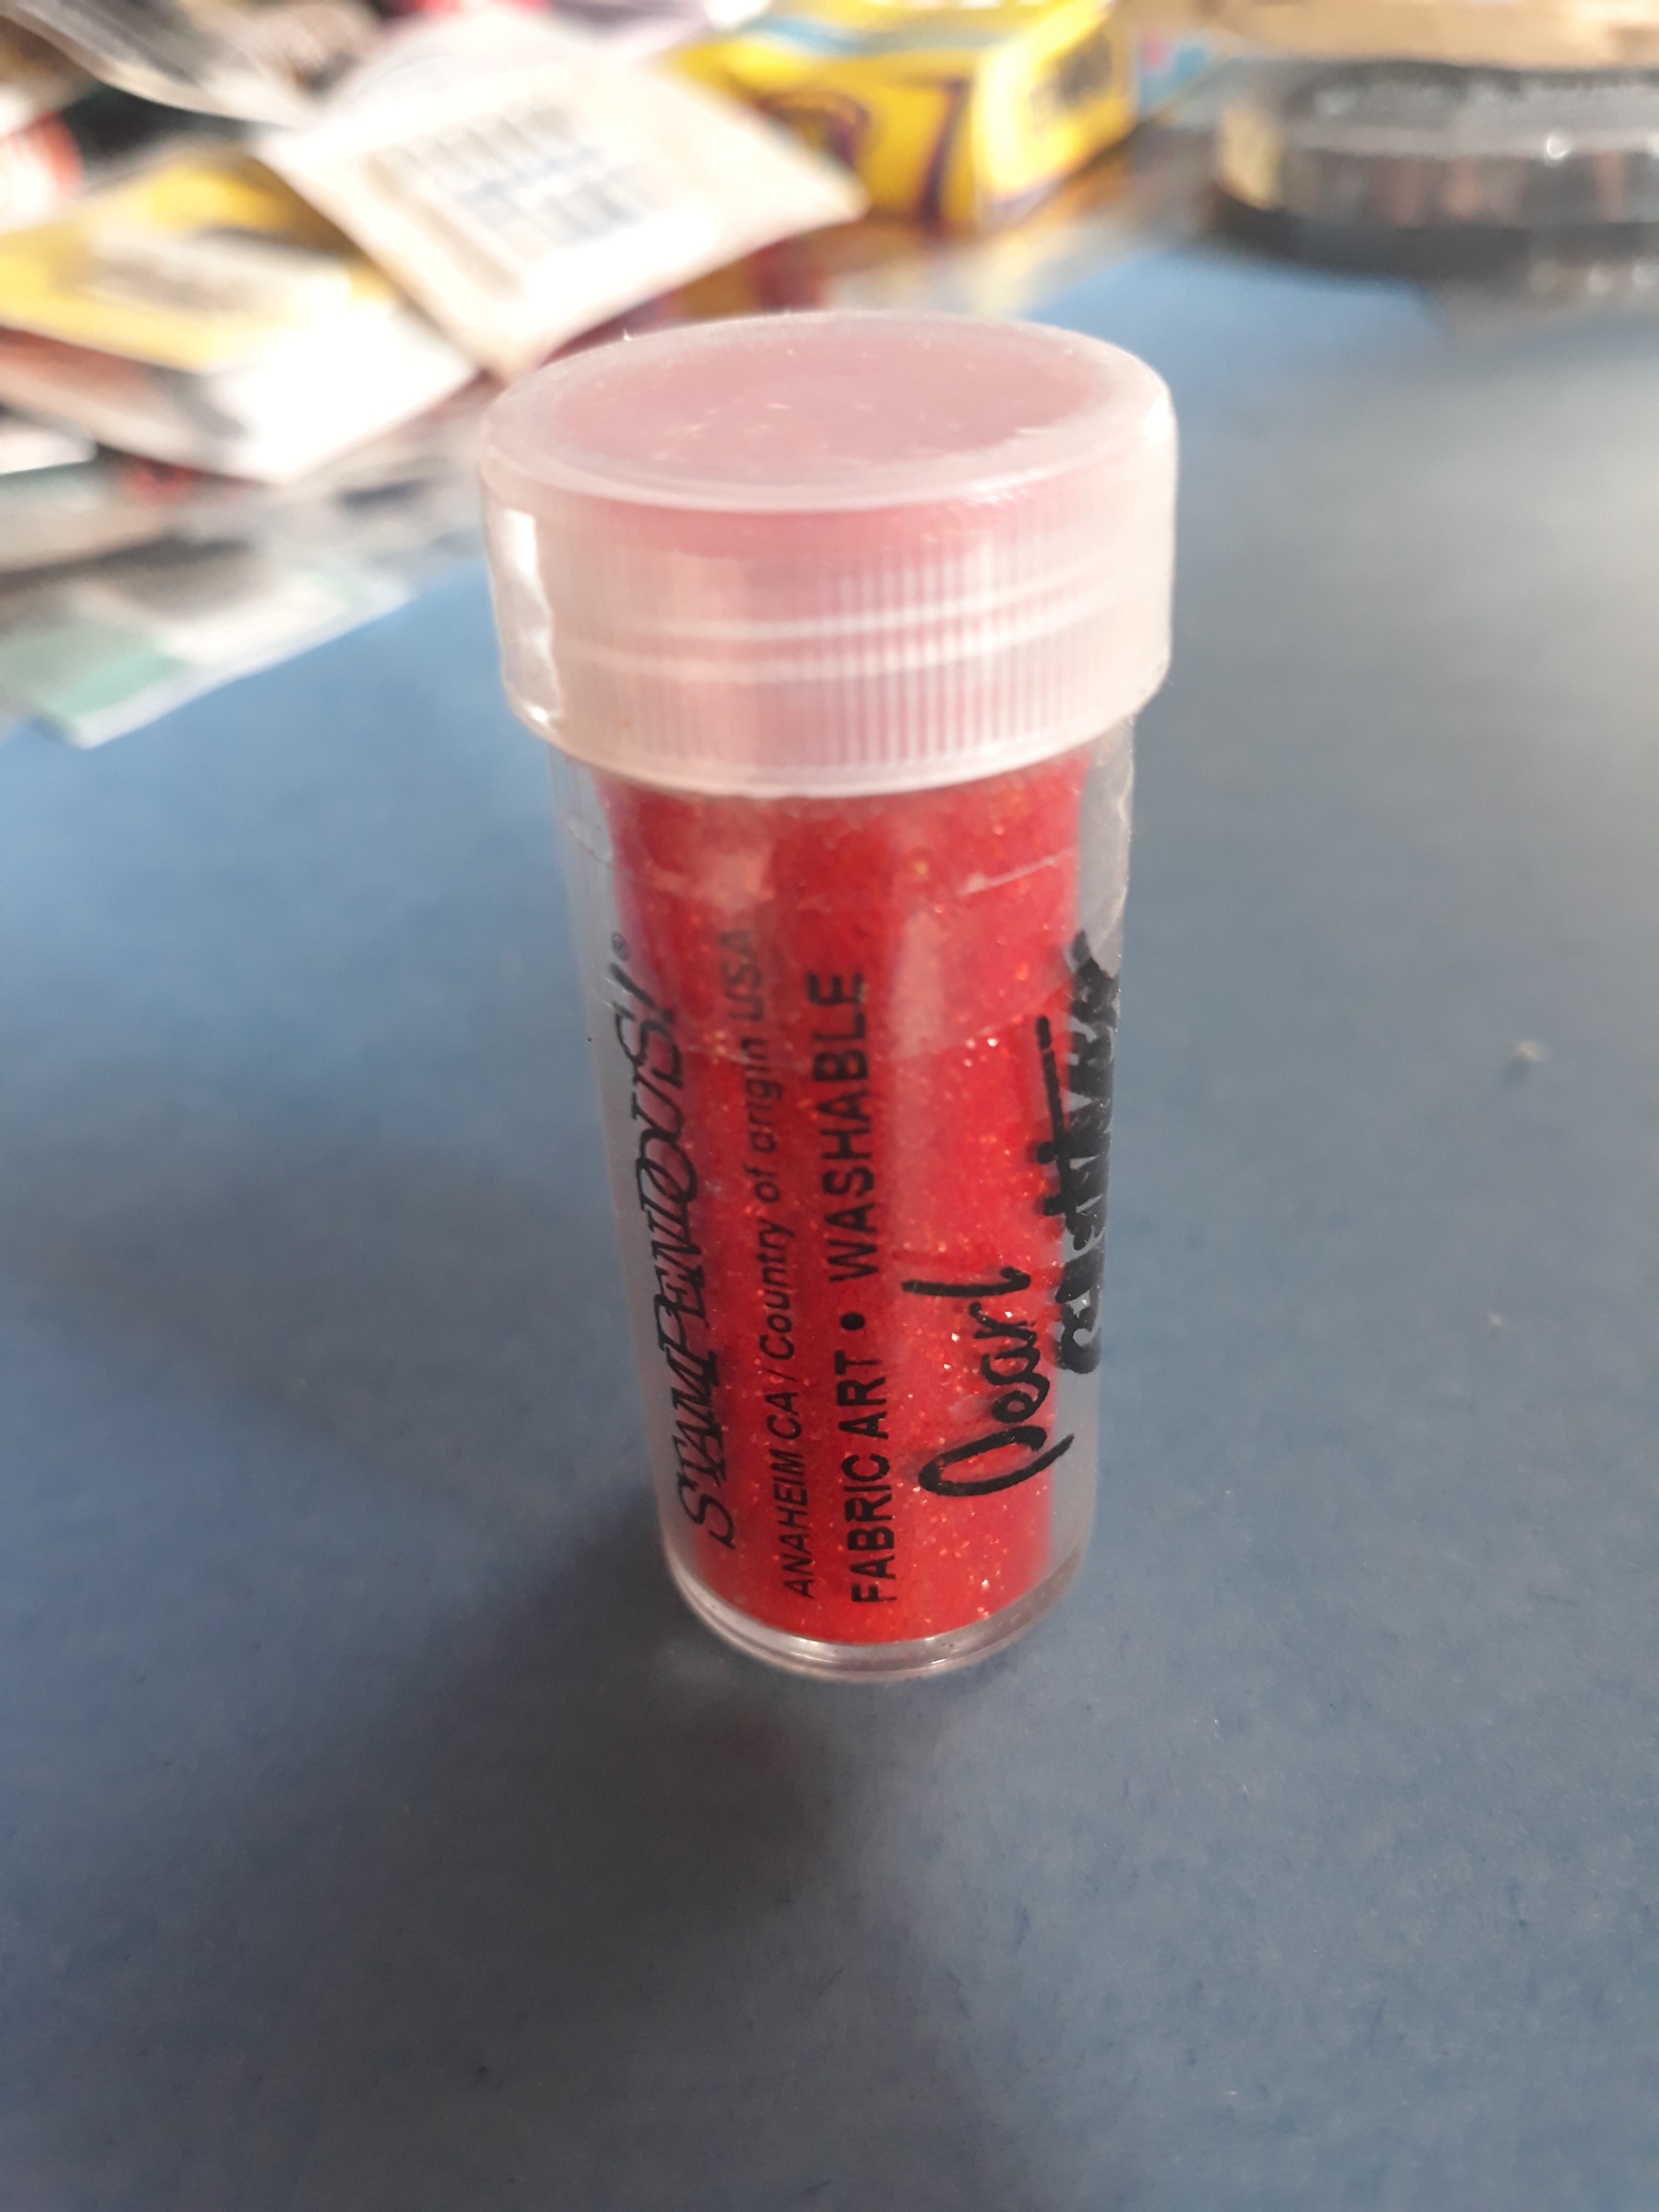 STAMPENDOUS!®
ANAHEIM CA / Country of origin USA
FABRIC ART • WASHABLE
Pearl